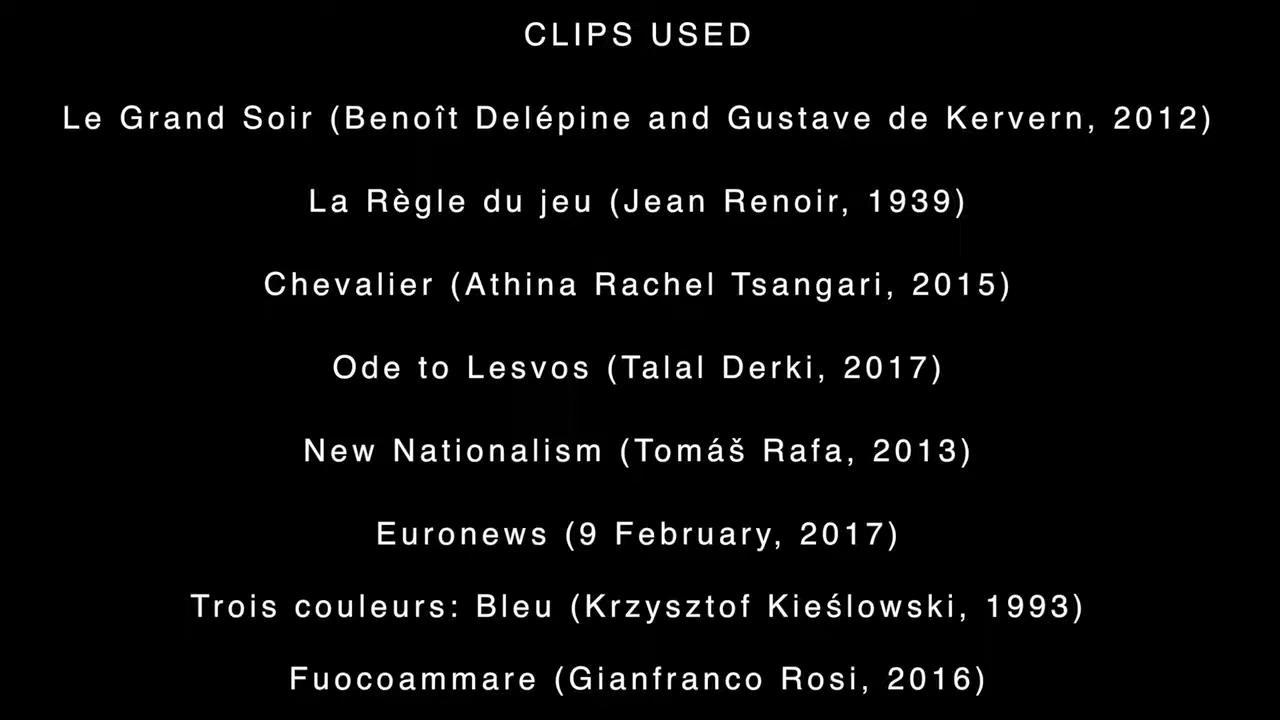 CLIPS USED
Le Grand Soir (Benoît Delépine and Gustave de Kervern, 2012)
La Règle du jeu (Jean Renoir, 1939)
Chevalier (Athina Rachel Tsangari, 2015)
Ode to Lesvos (Talal Derki, 2017)
New Nationalism (Tomáš Rafa, 2013)
Euronews (9 February, 2017)
Trois couleurs: Bleu (Krzysztof Kieślowski, 1993)
Fuocoammare (Gianfranco Rosi, 2016)